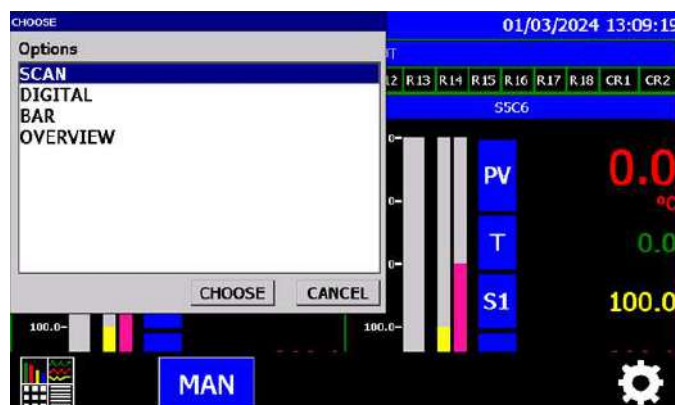 CHOOSE
01/03/2024 13:09:19
Options
SCAN
DIGITAL
BAR
OVERVIEW
CHOOSE CANCEL
R13 R14 R15 R16 R17 R18 CR1 CR2
S5C6
PV 0.0
°C
T 0.0
S1 100.0
100.0 100.0
MAN